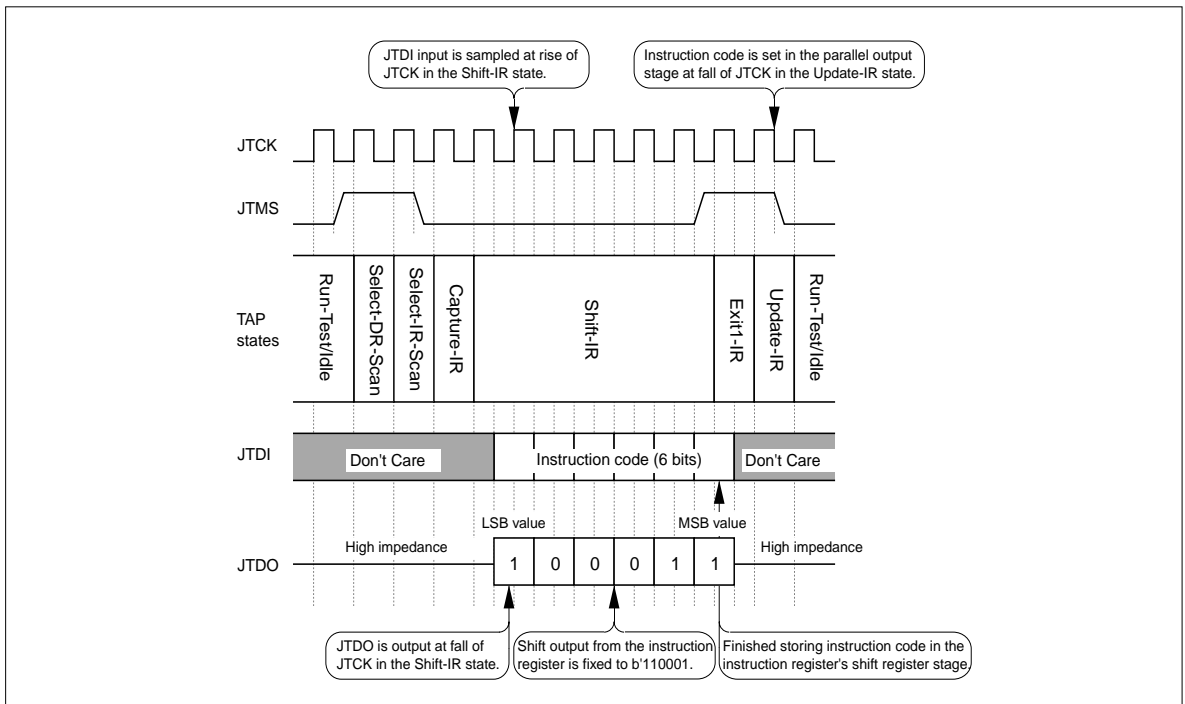 JTDI input is sampled at rise of
JTCK in the Shift-IR state.
Instruction code is set in the parallel output
stage at fall of JTCK in the Update-IR state.
JTCK
JTMS
TAP
states
Run-Test/Idle
Select-DR-Scan
Select-IR-Scan
Capture-IR
Shift-IR
Exit1-IR
Update-IR
Run-Test/Idle
JTDI
Don't Care
Instruction code (6 bits)
Don't Care
LSB value
MSB value
JTDO
High impedance
1 0 0 0 1 1
High impedance
JTDO is output at fall of
JTCK in the Shift-IR state.
Shift output from the instruction
register is fixed to b'110001.
Finished storing instruction code in the
instruction register's shift register stage.